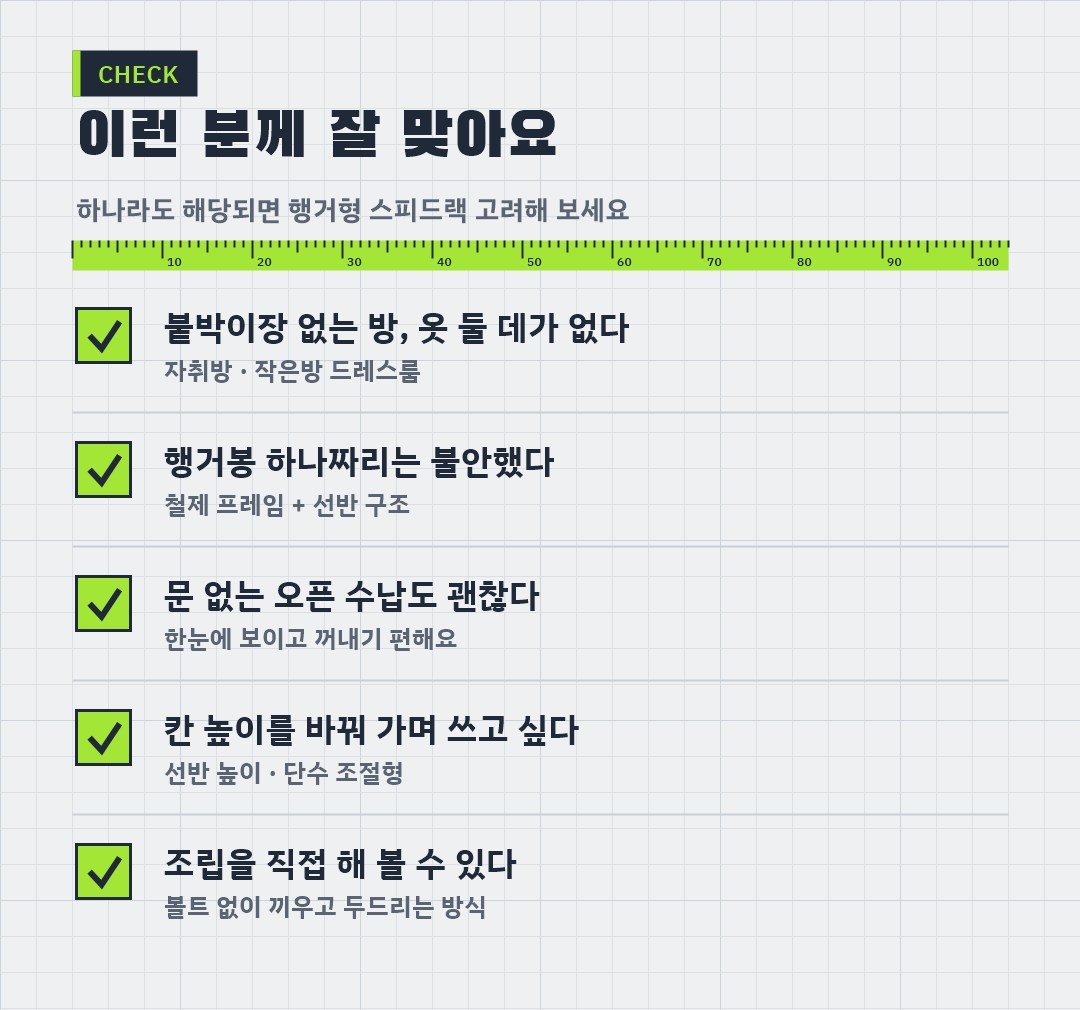 CHECK
이런 분께 잘 맞아요
하나라도 해당되면 행거형 스피드랙 고려해 보세요
10 20 30 40 50 60 70 80 90 100
붙박이장 없는 방, 옷 둘 데가 없다
자취방 · 작은방 드레스룸
행거봉 하나짜리는 불안했다
철제 프레임 + 선반 구조
문 없는 오픈 수납도 괜찮다
한눈에 보이고 꺼내기 편해요
칸 높이를 바꿔 가며 쓰고 싶다
선반 높이 · 단수 조절형
조립을 직접 해 볼 수 있다
볼트 없이 끼우고 두드리는 방식